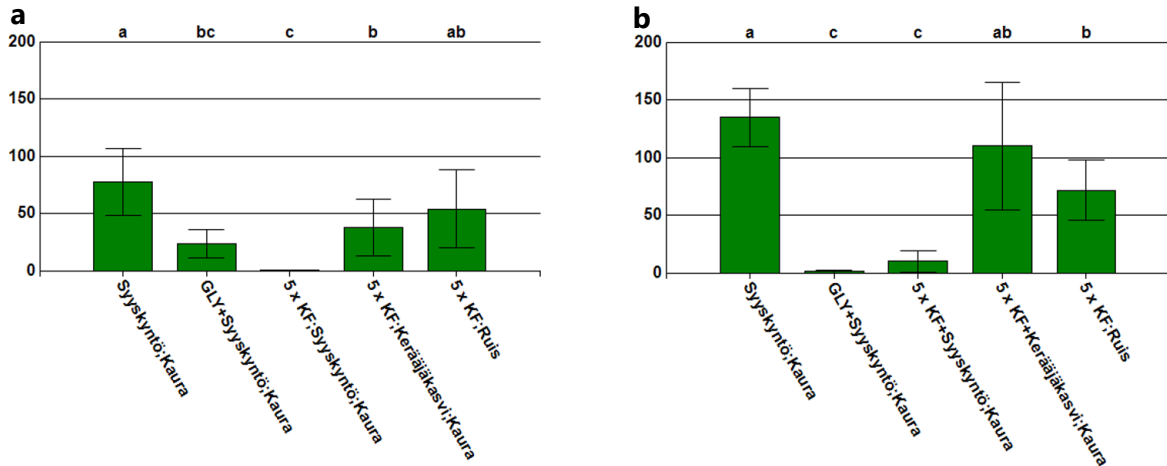 a
a bc c b ab
200
150
100
50
0
Syyskyntö;Kaura
GLY+Syyskyntö;Kaura
5 x KF;Syyskyntö;Kaura
5 x KF;Kerääjäkasvi;Kaura
5 x KF;Ruis
b
a c c ab b
200
150
100
50
0
Syyskyntö;Kaura
GLY+Syyskyntö;Kaura
5 x KF+Syyskyntö;Kaura
5 x KF+Kerääjäkasvi;Kaura
5 x KF;Ruis